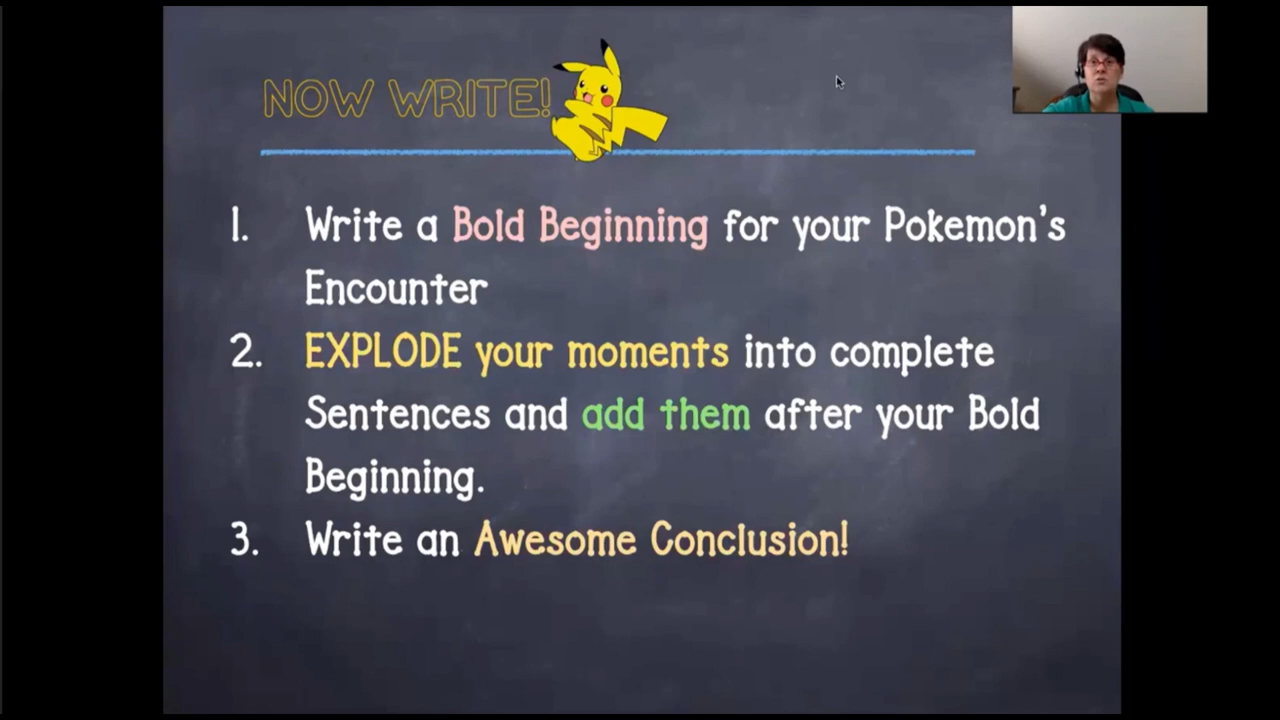 NOW WRITE!
1. Write a Bold Beginning for your Pokemon's
Encounter
2. EXPLODE your moments into complete
Sentences and add them after your Bold
Beginning.
3. Write an Awesome Conclusion!